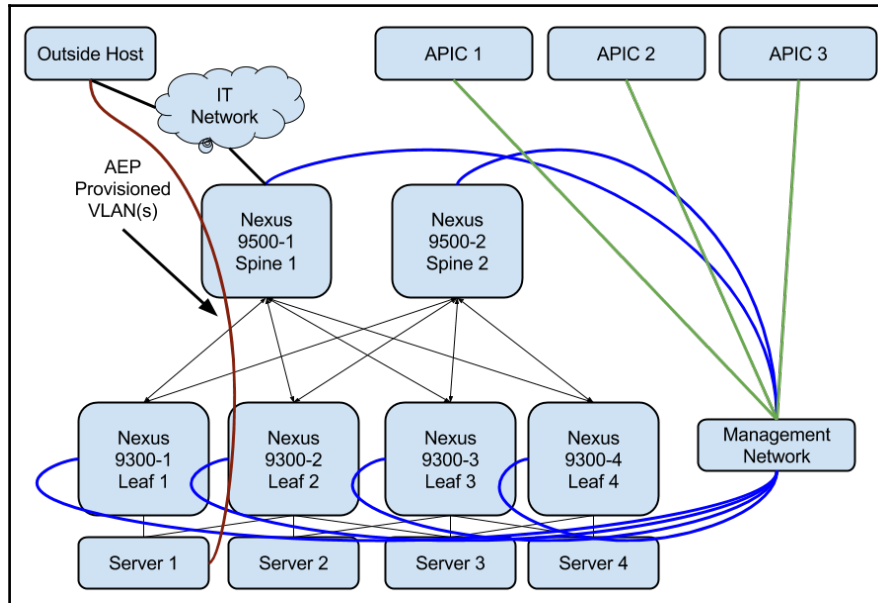 Outside Host
APIC 1
APIC 2
APIC 3
IT
Network
AEP
Provisioned
VLAN(s)
Nexus
9500-1
Spine 1
Nexus
9500-2
Spine 2
Nexus
9300-1
Leaf 1
Nexus
9300-2
Leaf 2
Nexus
9300-3
Leaf 3
Nexus
9300-4
Leaf 4
Management
Network
Server 1
Server 2
Server 3
Server 4